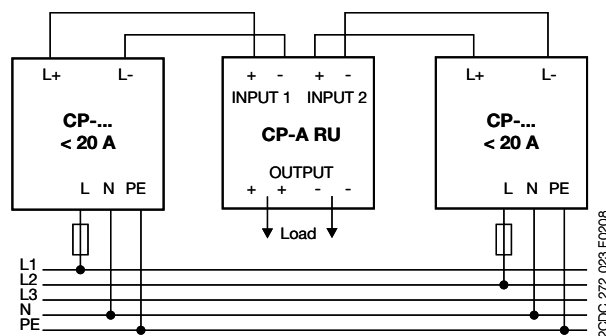 L+ L-
CP-...
< 20 A
L N PE
+ - + -
INPUT 1 INPUT 2
CP-A RU
OUTPUT
+ + - -
Load
L+ L-
CP-...
< 20 A
L N PE
L1
L2
L3
N
PE
2CDC 272 023 F0208